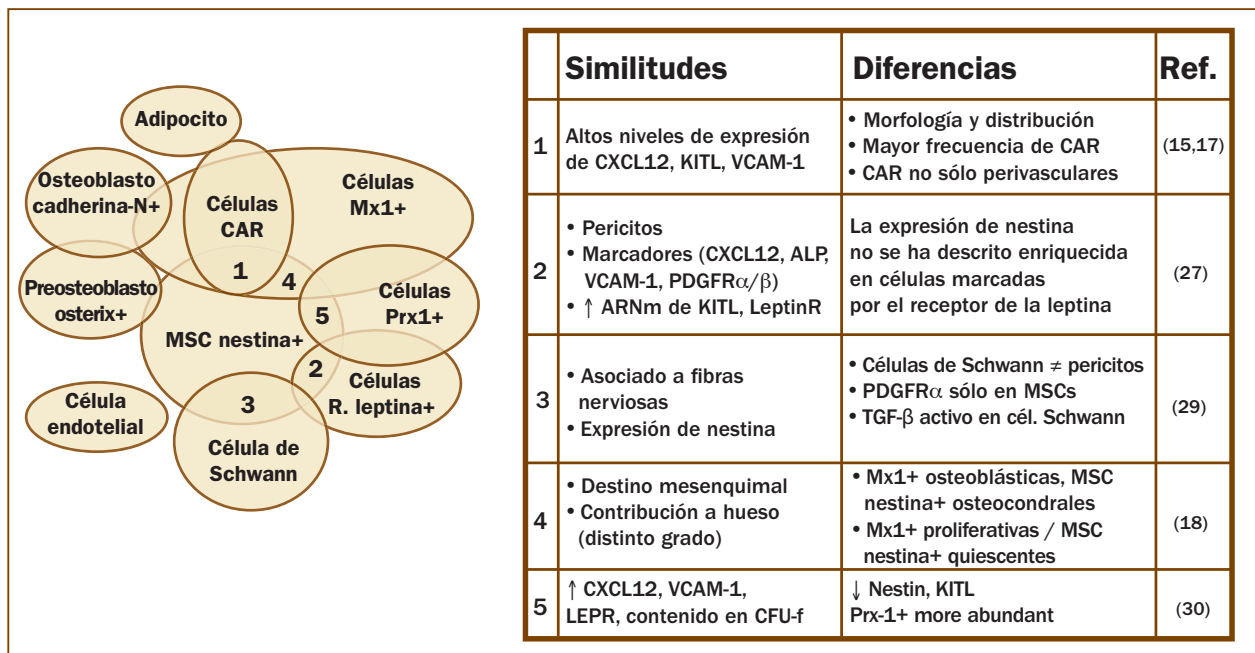 Adipocito
Osteoblasto
cadherina-N+
Células
CAR
Células
Mx1+
1
4
Preosteoblasto
osterix+
5
Células
Prx1+
MSC nestina+
2
Células
R. leptina+
3
Célula
endotelial
Célula de
Schwann
Similitudes
Diferencias
Ref.
1
Altos niveles de expresión
de CXCL12, KITL, VCAM-1
• Morfología y distribución
• Mayor frecuencia de CAR
• CAR no sólo perivasculares
(15,17)
2
• Pericitos
• Marcadores (CXCL12, ALP,
VCAM-1, PDGFRα/β)
• ↑ ARNm de KITL, LeptinR
La expresión de nestina
no se ha descrito enriquecida
en células marcadas
por el receptor de la leptina
(27)
3
• Asociado a fibras
nerviosas
• Expresión de nestina
• Células de Schwann ≠ pericitos
• PDGFRα sólo en MSCs
• TGF-β activo en cél. Schwann
(29)
4
• Destino mesenquimal
• Contribución a hueso
(distinto grado)
• Mx1+ osteoblásticas, MSC
nestina+ osteocondrales
• Mx1+ proliferativas / MSC
nestina+ quiescentes
(18)
5
↑ CXCL12, VCAM-1,
LEPR, contenido en CFU-f
↓ Nestin, KITL
Prx-1+ more abundant
(30)